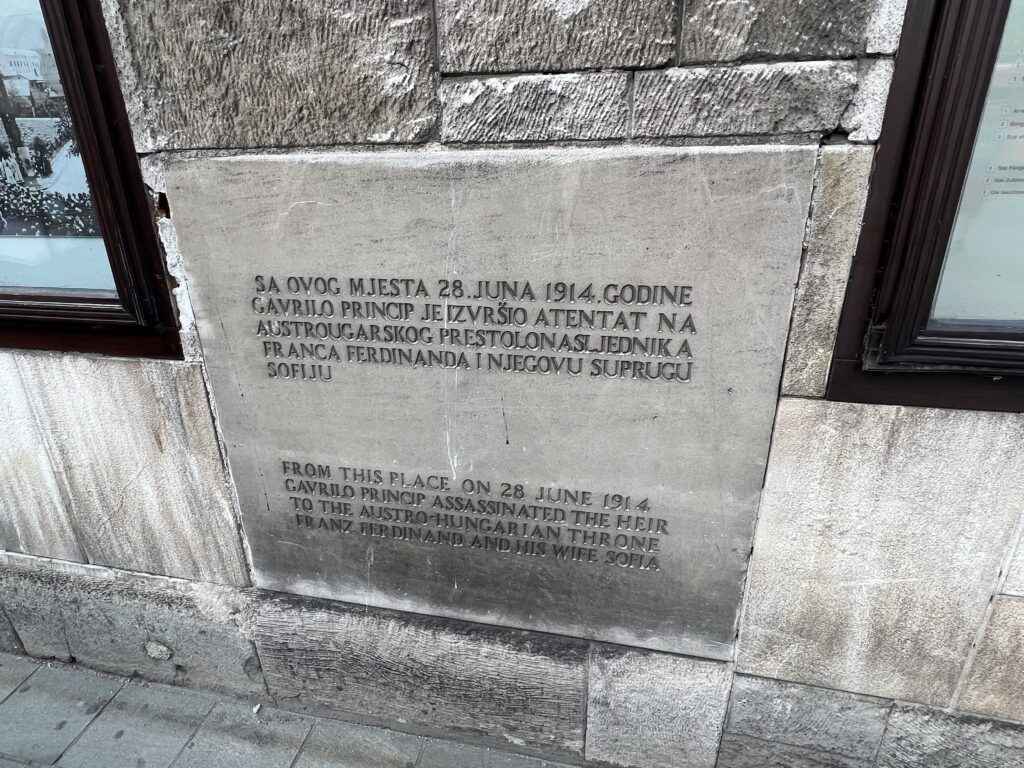 SA OVOG MJESTA 28.JUNA 1914.GODINE
GAVRILO PRINCIP JE IZVRŠIO ATENTAT NA
AUSTROUGARSKOG PRESTOLONASLJEDNIKA
FRANCA FERDINANDA I NJEGOVU SUPRUGU
SOFIJU
FROM THIS PLACE ON 28 JUNE 1914
GAVRILO PRINCIP ASSASSINATED THE HEIR
TO THE AUSTRO-HUNGARIAN THRONE
FRANZ FERDINAND AND HIS WIFE SOFIA